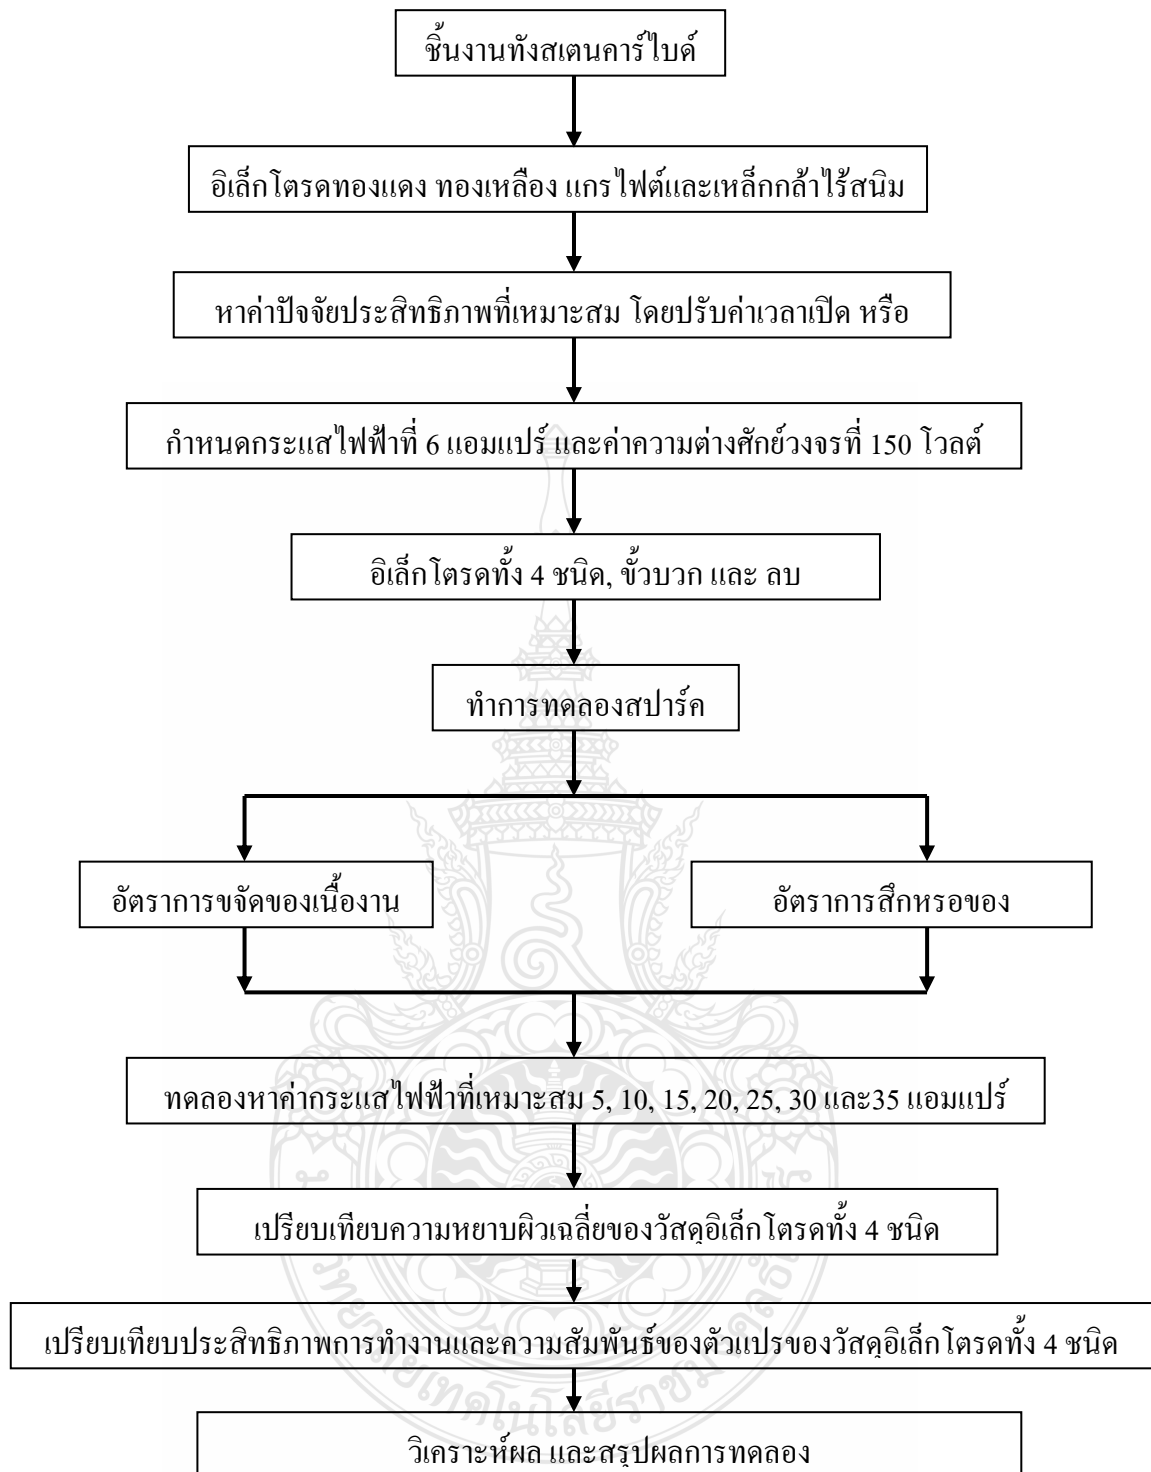 ชิ้นงานทังสเตนคาร์ไบด์
อิเล็กโตรดทองแดง ทองเหลือง แกรไฟต์และเหล็กกล้าไร้สนิม
หาค่าปัจจัยประสิทธิภาพที่เหมาะสม โดยปรับค่าเวลาเปิด หรือ
กำหนดกระแสไฟฟ้าที่ 6 แอมแปร์ และค่าความต่างศักย์วงจรที่ 150 โวลต์
อิเล็กโตรดทั้ง 4 ชนิด, ขั้วบวก และ ลบ
ทำการทดลองสปาร์ค
อัตราการขจัดของเนื้องาน
อัตราการสึกหรอของ
ทดลองหาค่ากระแสไฟฟ้าที่เหมาะสม 5, 10, 15, 20, 25, 30 และ35 แอมแปร์
เปรียบเทียบความหยาบผิวเฉลี่ยของวัสดุอิเล็กโตรดทั้ง 4 ชนิด
เปรียบเทียบประสิทธิภาพการทำงานและความสัมพันธ์ของตัวแปรของวัสดุอิเล็กโตรดทั้ง 4 ชนิด
วิเคราะห์ผล และสรุปผลการทดลอง